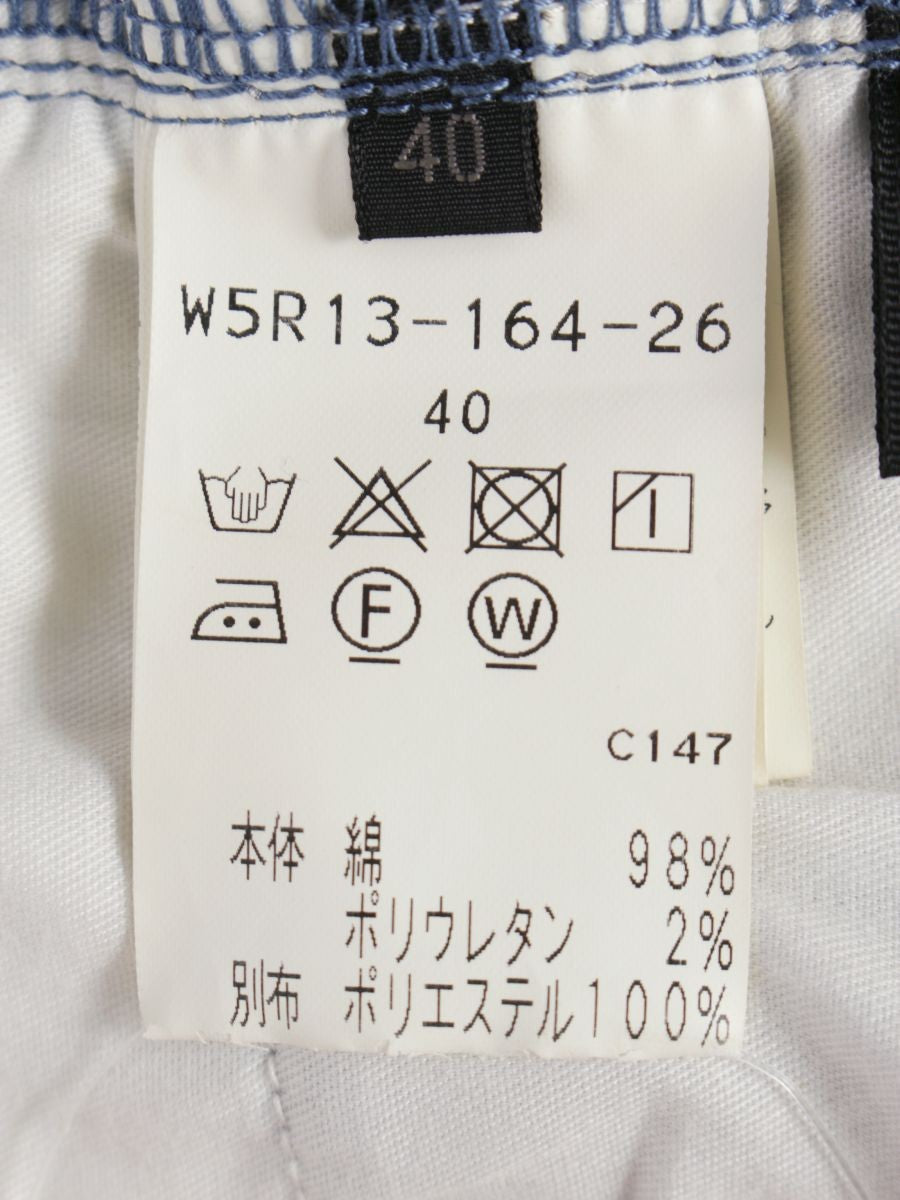 40
W5R13-164-26
40
F W
C147
本体 綿 98%
ポリウレタン 2%
別布 ポリエステル100%